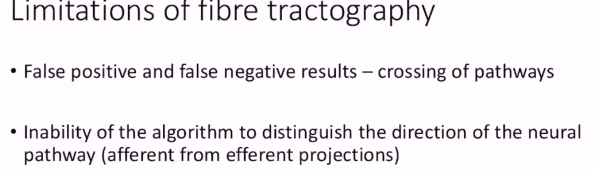 Limitations of fibre tractography
• False positive and false negative results – crossing of pathways
• Inability of the algorithm to distinguish the direction of the neural
pathway (afferent from efferent projections)